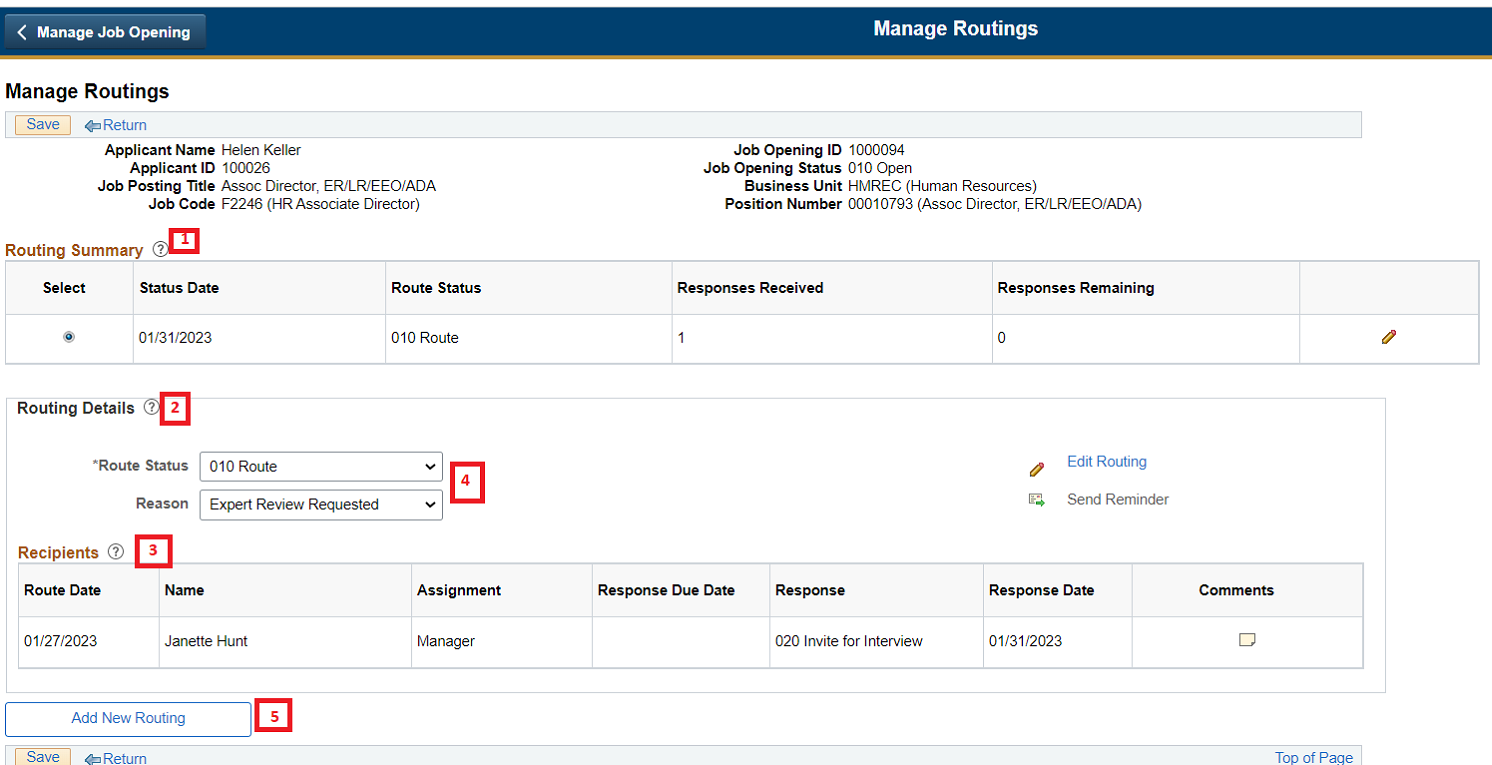 Manage Job Opening
Manage Routings
Manage Routings
Save Return
Applicant Name Helen Keller Job Opening ID 1000094
Applicant ID 100026 Job Opening Status 010 Open
Job Posting Title Assoc Director, ER/LR/EEO/ADA Business Unit HMREC (Human Resources)
Job Code F2246 (HR Associate Director) Position Number 00010793 (Assoc Director, ER/LR/EEO/ADA)
Routing Summary ? 1
Select Status Date Route Status Responses Received Responses Remaining
01/31/2023 010 Route 1 0
Routing Details ? 2
*Route Status 010 Route Edit Routing
4
Reason Expert Review Requested Send Reminder
Recipients ? 3
Route Date Name Assignment Response Due Date Response Response Date Comments
01/27/2023 Janette Hunt Manager 020 Invite for Interview 01/31/2023
Add New Routing 5
Save Return Top of Page